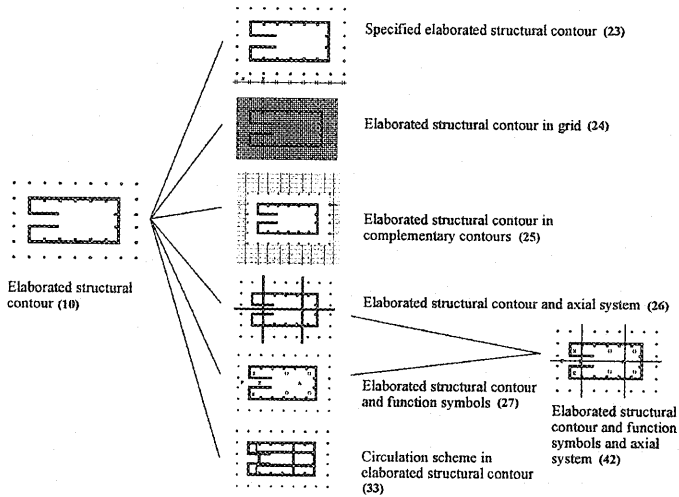 Specified elaborated structural contour (23)
Elaborated structural contour in grid (24)
Elaborated structural contour in
complementary contours (25)
Elaborated structural
contour (10)
Elaborated structural contour and axial system (26)
Elaborated structural contour
and function symbols (27)
Elaborated structural
contour and function
symbols and axial
system (42)
Circulation scheme in
elaborated structural contour
(33)